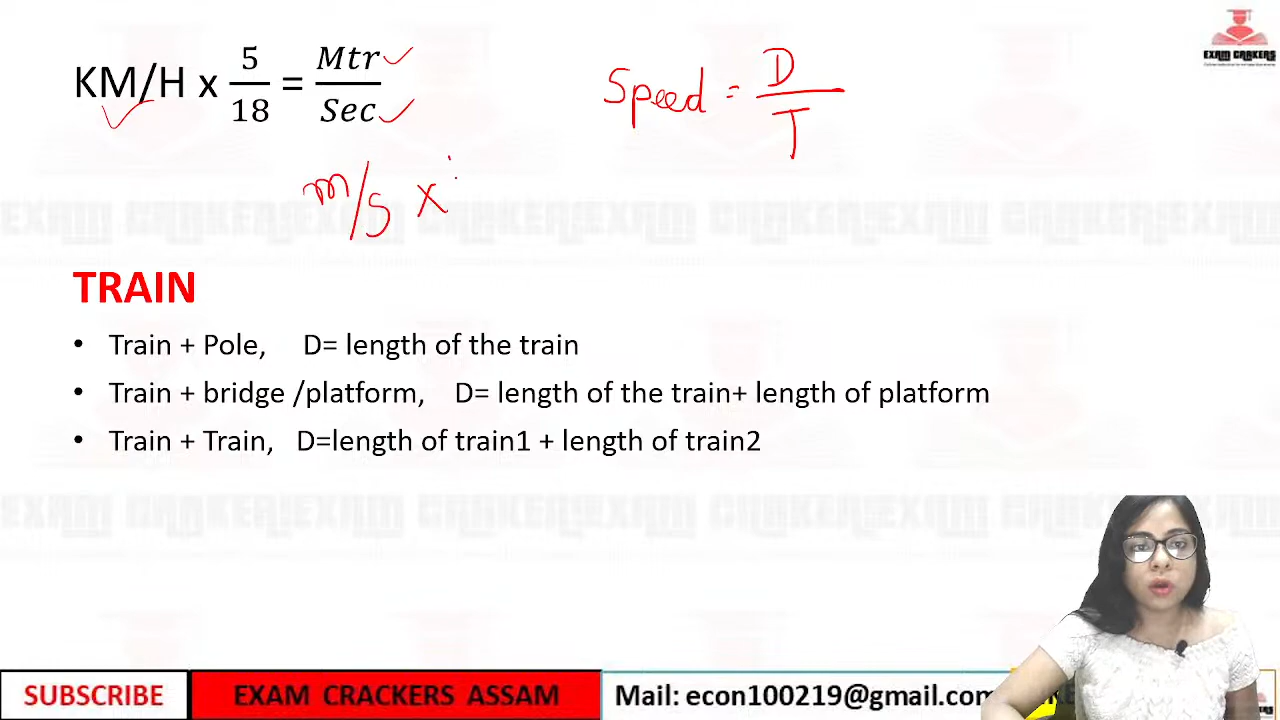 KM/H x 5/18 = Mtr/Sec
Speed = D/T
m/s x
TRAIN
• Train + Pole, D= length of the train
• Train + bridge /platform, D= length of the train+ length of platform
• Train + Train, D=length of train1 + length of train2
EXAM CRAKERS
SUBSCRIBE
EXAM CRACKERS ASSAM
Mail: econ100219@gmail.com